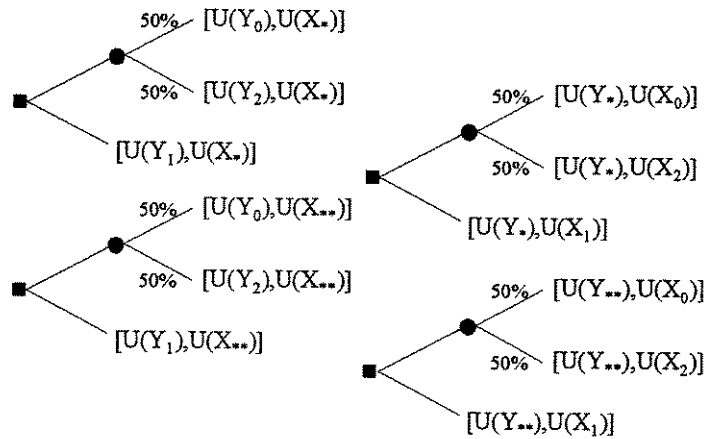 50% [U(Y₀),U(X*)]
50% [U(Y₂),U(X*)]
[U(Y₁),U(X*)]
50% [U(Y₀),U(X**)]
50% [U(Y₂),U(X**)]
[U(Y₁),U(X**)]
50% [U(Y*),U(X₀)]
50% [U(Y*),U(X₂)]
[U(Y*),U(X₁)]
50% [U(Y**),U(X₀)]
50% [U(Y**),U(X₂)]
[U(Y**),U(X₁)]